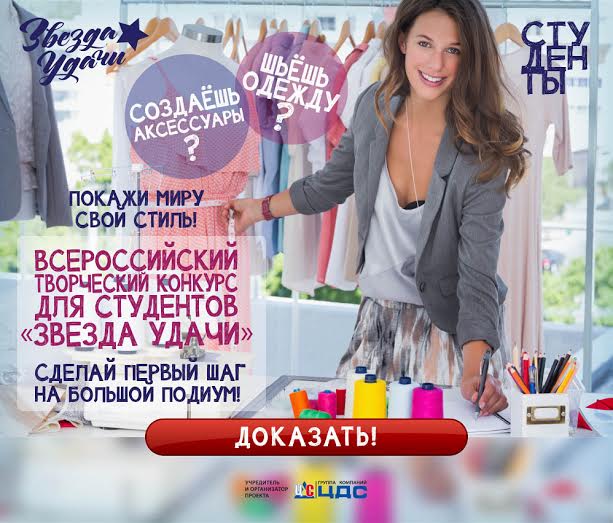 Звезда
Удачи
СТУ
ДЕН
ТЫ
ШЬЁШЬ
ОДЕЖДУ
?
СОЗДАЁШЬ
АКСЕССУАРЫ
?
ПОКАЖИ МИРУ
СВОЙ СТИЛЬ!
ВСЕРОССИЙСКИЙ
ТВОРЧЕСКИЙ КОНКУРС
ДЛЯ СТУДЕНТОВ
«ЗВЕЗДА УДАЧИ»
СДЕЛАЙ ПЕРВЫЙ ШАГ
НА БОЛЬШОЙ ПОДИУМ!
ДОКАЗАТЬ!
УЧРЕДИТЕЛЬ
И ОРГАНИЗАТОР
ПРОЕКТА
ЦДС
ГРУППА КОМПАНИЙ
ЦДС